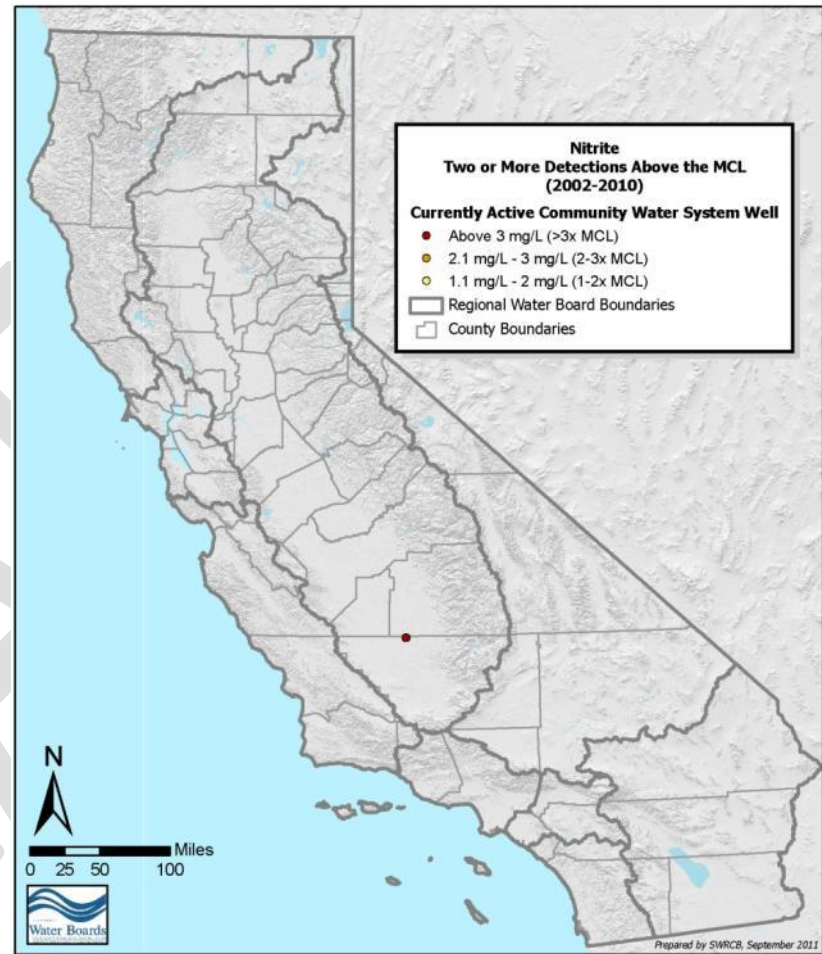 Nitrite
Two or More Detections Above the MCL
(2002-2010)
Currently Active Community Water System Well
Above 3 mg/L (>3x MCL)
2.1 mg/L - 3 mg/L (2-3x MCL)
1.1 mg/L - 2 mg/L (1-2x MCL)
Regional Water Board Boundaries
County Boundaries
N
Miles
0 25 50 100
Water Boards
Prepared by SWRCB, September 2011